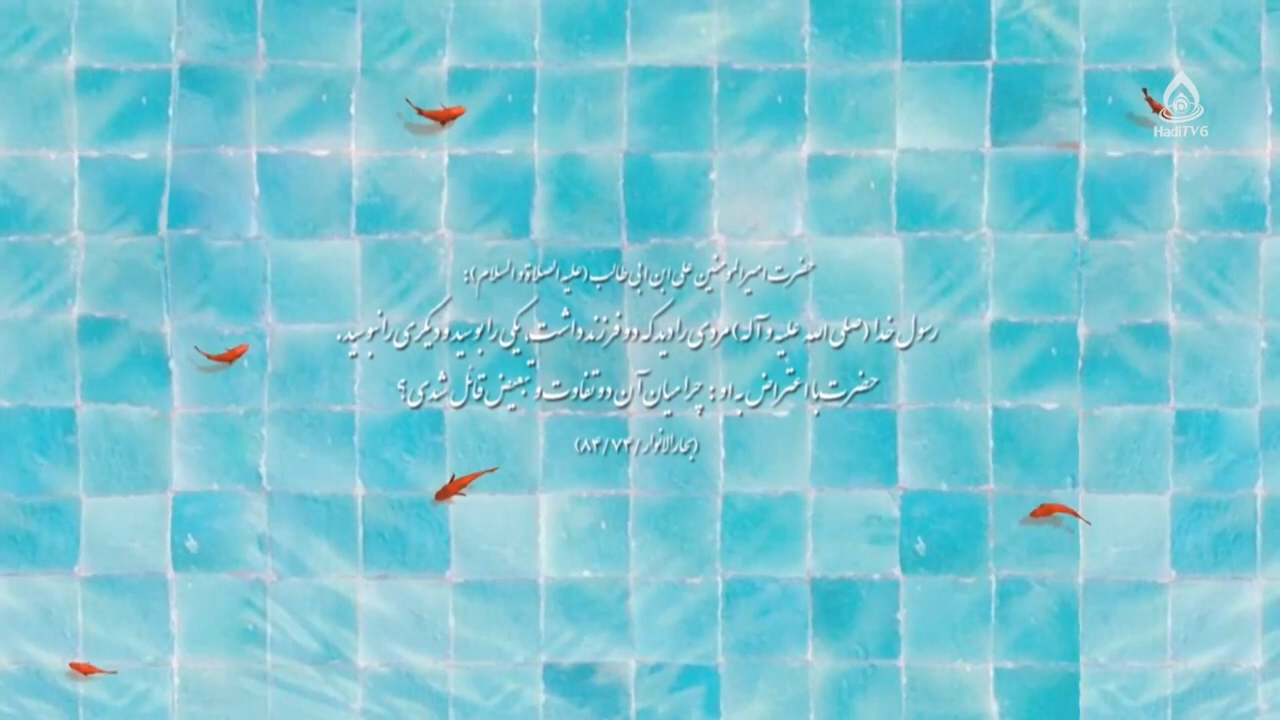 HadiTV6
حضرت امیرالمومنین علی ابن ابی طالب (علیه الصلاة و السلام):
رسول خدا (صلی الله علیه و آله) مردی را دید که دو فرزند داشت، یکی را بوسید و دیگری را نبوسید.
حضرت با اعتراض به او : چرا میان آن دو تفاوت و تبعیض قائل شدی؟
(بحارالانوار/۷۴/۸۴)